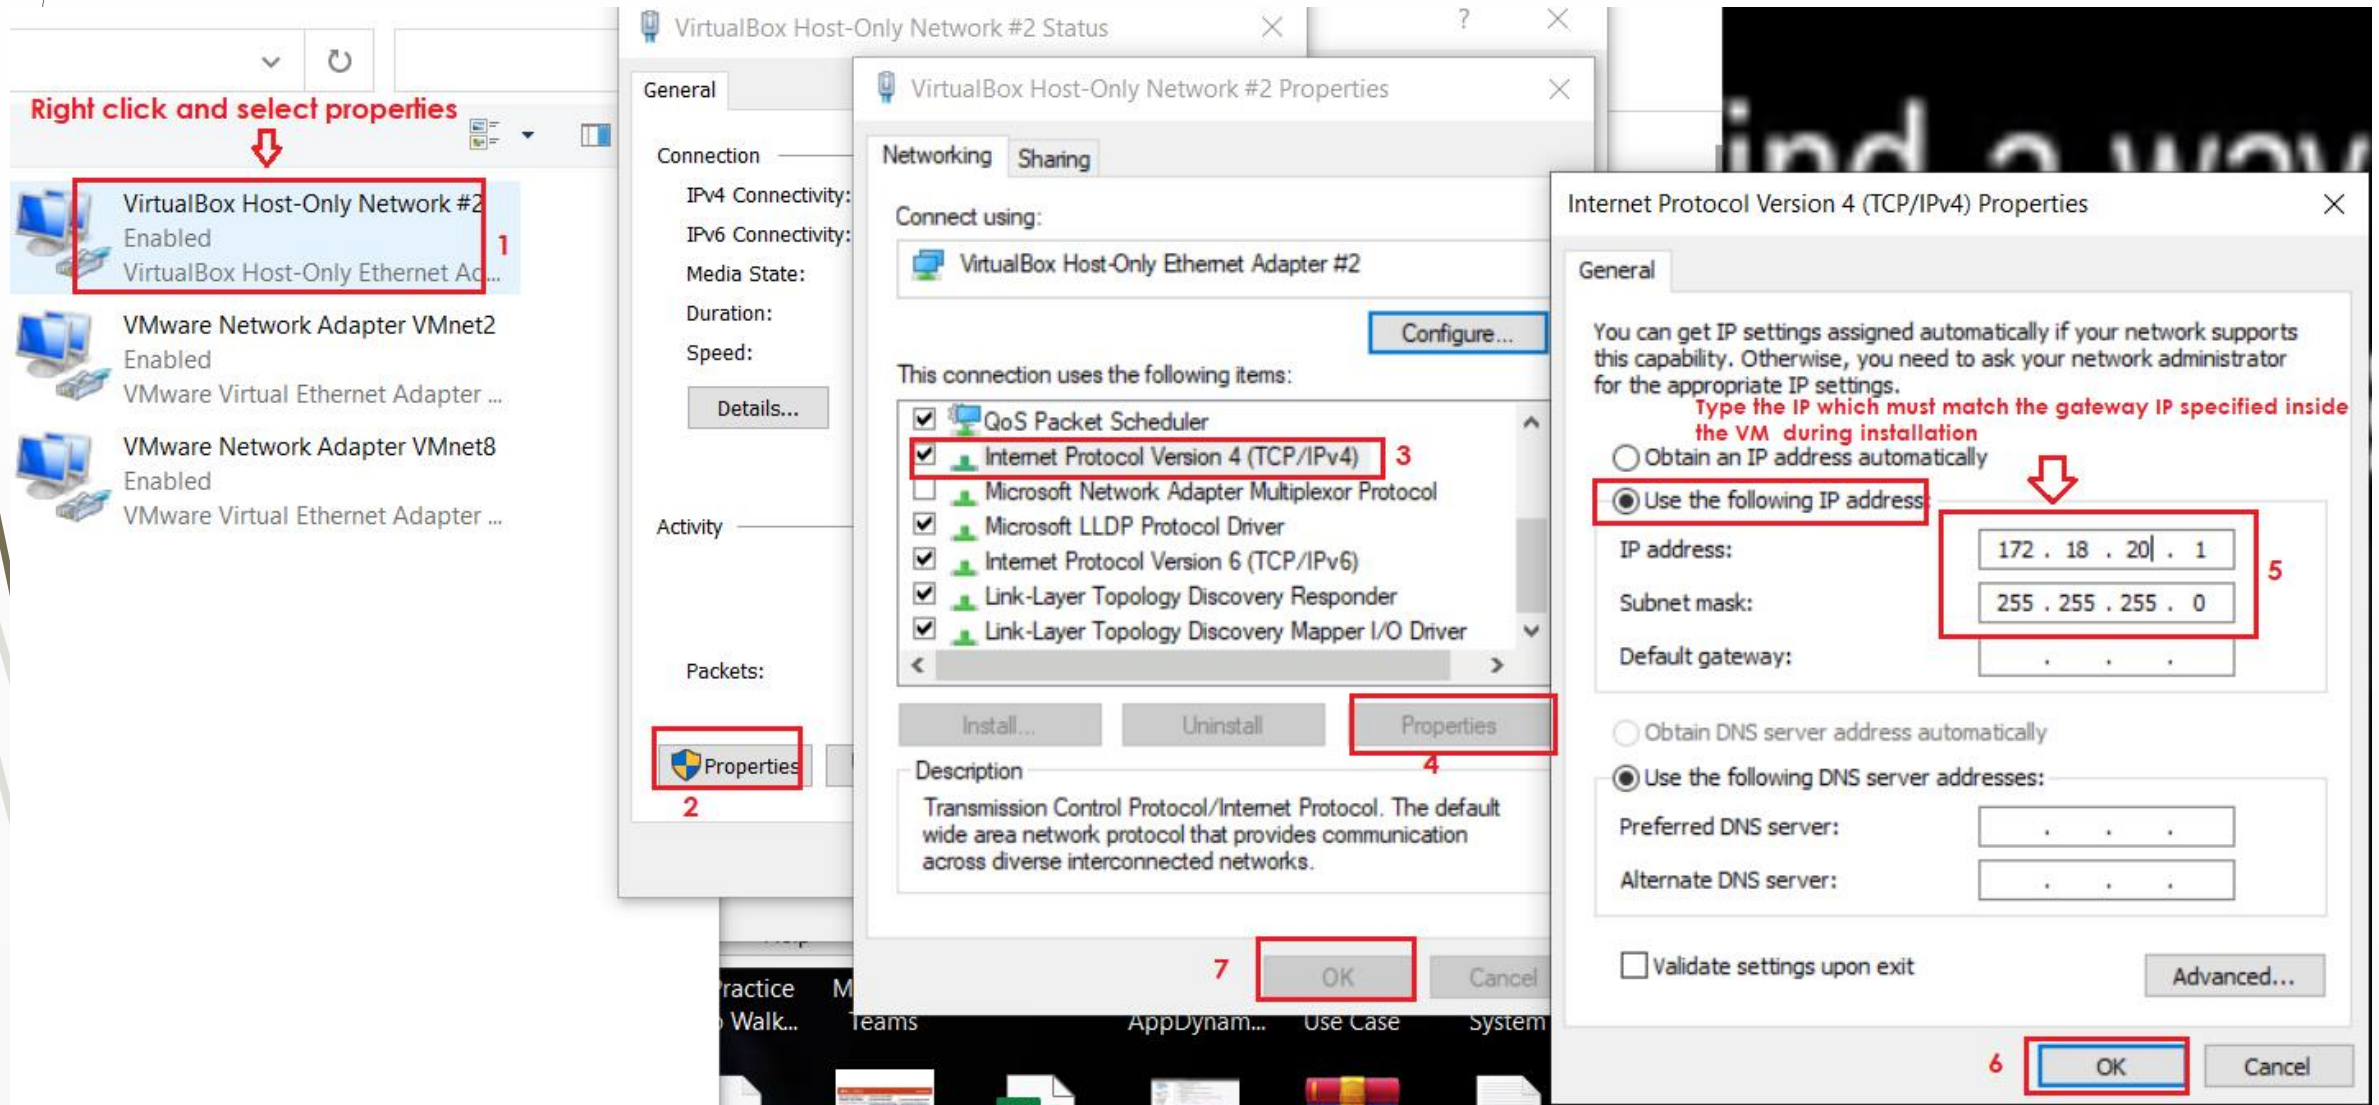 Right click and select properties
VirtualBox Host-Only Network #2
Enabled
VirtualBox Host-Only Ethernet Ad...
1
VMware Network Adapter VMnet2
Enabled
VMware Virtual Ethernet Adapter ...
VMware Network Adapter VMnet8
Enabled
VMware Virtual Ethernet Adapter ...
VirtualBox Host-Only Network #2 Status
?
General
Connection
IPv4 Connectivity:
IPv6 Connectivity:
Media State:
Duration:
Speed:
Details...
Activity
Packets:
Properties
2
VirtualBox Host-Only Network #2 Properties
Networking
Sharing
Connect using:
VirtualBox Host-Only Ethernet Adapter #2
Configure...
This connection uses the following items:
QoS Packet Scheduler
Internet Protocol Version 4 (TCP/IPv4)
3
Microsoft Network Adapter Multiplexor Protocol
Microsoft LLDP Protocol Driver
Internet Protocol Version 6 (TCP/IPv6)
Link-Layer Topology Discovery Responder
Link-Layer Topology Discovery Mapper I/O Driver
Install...
Uninstall
Properties
4
Description
Transmission Control Protocol/Internet Protocol. The default
wide area network protocol that provides communication
across diverse interconnected networks.
7
OK
Cancel
a way
Internet Protocol Version 4 (TCP/IPv4) Properties
General
You can get IP settings assigned automatically if your network supports
this capability. Otherwise, you need to ask your network administrator
for the appropriate IP settings.
Type the IP which must match the gateway IP specified inside
the VM during installation
Obtain an IP address automatically
Use the following IP address:
IP address:
172 . 18 . 20 . 1
5
Subnet mask:
255 . 255 . 255 . 0
Default gateway:
. . .
Obtain DNS server address automatically
Use the following DNS server addresses:
Preferred DNS server:
. . .
Alternate DNS server:
. . .
Validate settings upon exit
Advanced...
6
OK
Cancel
Walk...
Teams
AppDynam...
Use Case
System